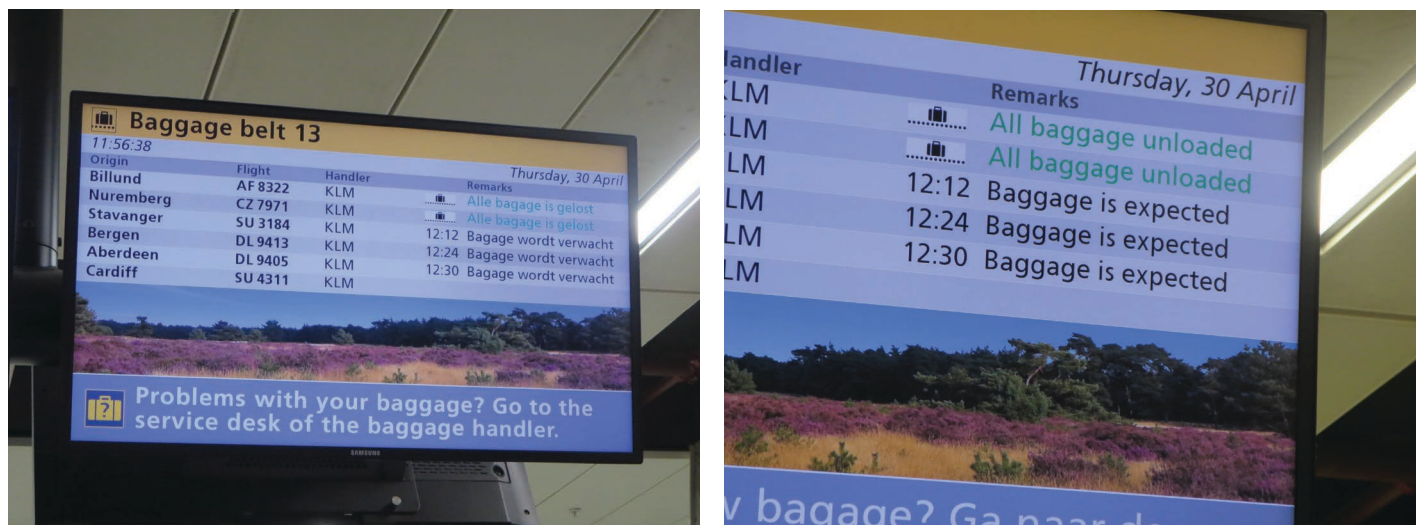 Baggage belt 13
11:56:38 Thursday, 30 April
Origin Flight Handler Remarks
Billund AF 8322 KLM Alle bagage is gelost
Nuremberg CZ 7971 KLM Alle bagage is gelost
Stavanger SU 3184 KLM 12:12 Bagage wordt verwacht
Bergen DL 9413 KLM 12:24 Bagage wordt verwacht
Aberdeen DL 9405 KLM 12:30 Bagage wordt verwacht
Cardiff SU 4311 KLM
Problems with your baggage? Go to the
service desk of the baggage handler.
SAMSUNG
Thursday, 30 April
Handler Remarks
KLM All baggage unloaded
LM All baggage unloaded
LM 12:12 Baggage is expected
LM 12:24 Baggage is expected
LM 12:30 Baggage is expected
LM
bagage? Ga naar de